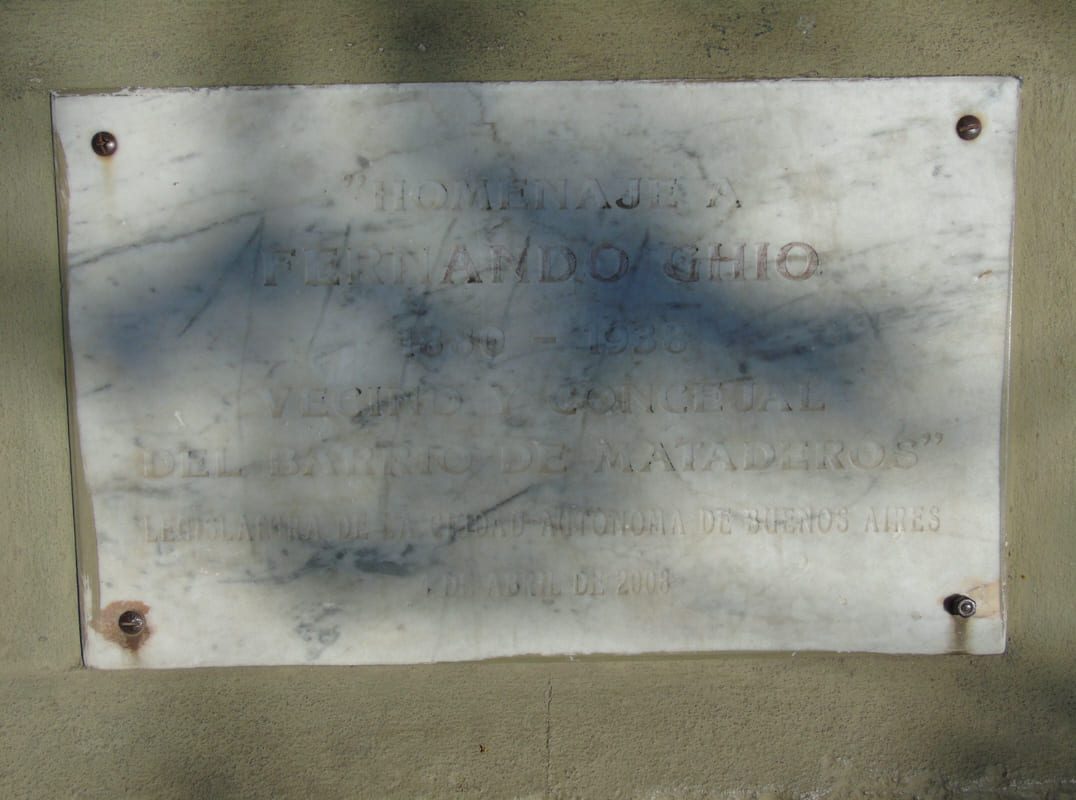 "HOMENAJE A
FERNANDO GHIO
1880 - 1938
VECINO Y CONCEJAL
DEL BARRIO DE MATADEROS"
LEGISLATURA DE LA CIUDAD AUTONOMA DE BUENOS AIRES
DE ABRIL DE 2008